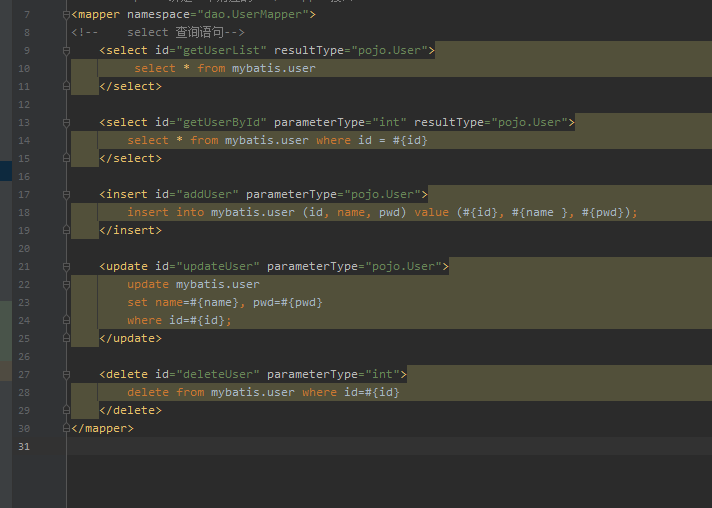 7 <mapper namespace="dao.UserMapper">
8 <!-- select 查询语句-->
9 <select id="getUserList" resultType="pojo.User">
10 select * from mybatis.user
11 </select>
12
13 <select id="getUserById" parameterType="int" resultType="pojo.User">
14 select * from mybatis.user where id = #{id}
15 </select>
16
17 <insert id="addUser" parameterType="pojo.User">
18 insert into mybatis.user (id, name, pwd) value (#{id}, #{name }, #{pwd});
19 </insert>
20
21 <update id="updateUser" parameterType="pojo.User">
22 update mybatis.user
23 set name=#{name}, pwd=#{pwd}
24 where id=#{id};
25 </update>
26
27 <delete id="deleteUser" parameterType="int">
28 delete from mybatis.user where id=#{id}
29 </delete>
30 </mapper>
31